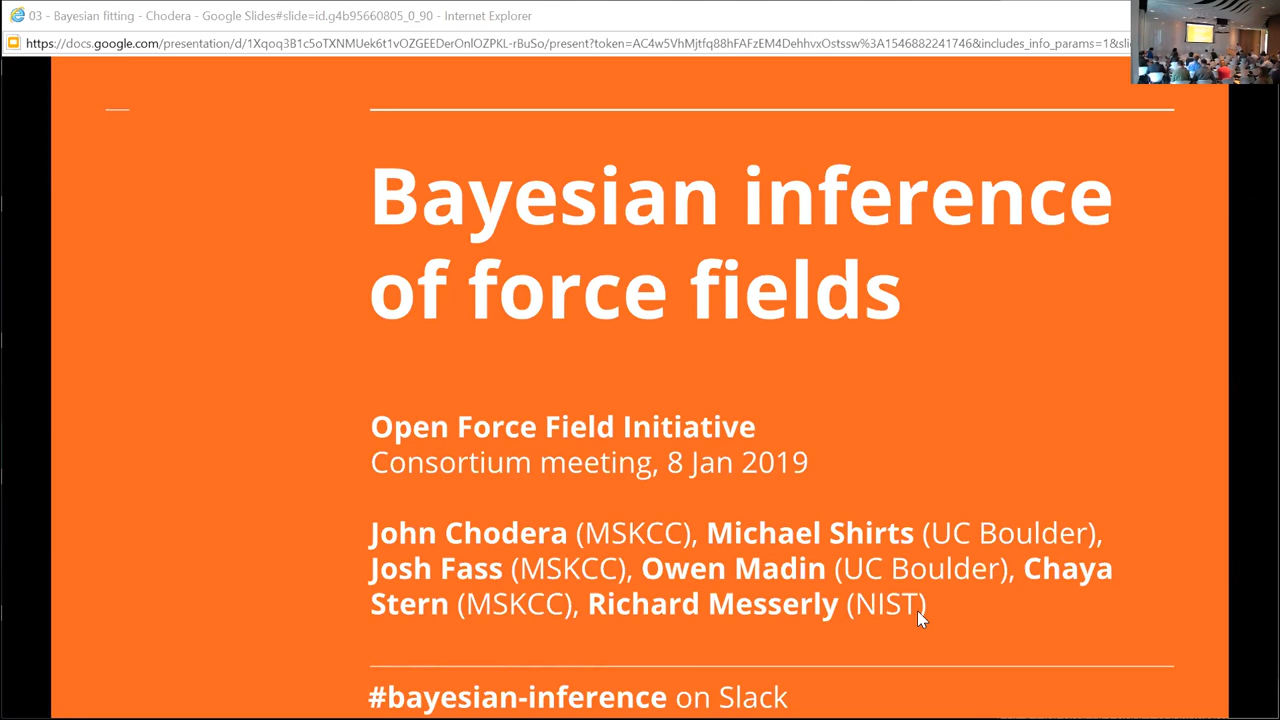 03 - Bayesian fitting - Chodera - Google Slides#slide=id.g4b95660805_0_90 - Internet Explorer
https://docs.google.com/presentation/d/1Xqoq3B1c5oTXNMUek6t1vOZGEEDerOnlOZPKL-rBuSo/present?token=AC4w5VhMjtfq88hFAFzEM4DehhvxOstssw%3A1546882241746&includes_info_params=1&sli
Bayesian inference
of force fields
Open Force Field Initiative
Consortium meeting, 8 Jan 2019
John Chodera (MSKCC), Michael Shirts (UC Boulder),
Josh Fass (MSKCC), Owen Madin (UC Boulder), Chaya
Stern (MSKCC), Richard Messerly (NIST)
#bayesian-inference on Slack